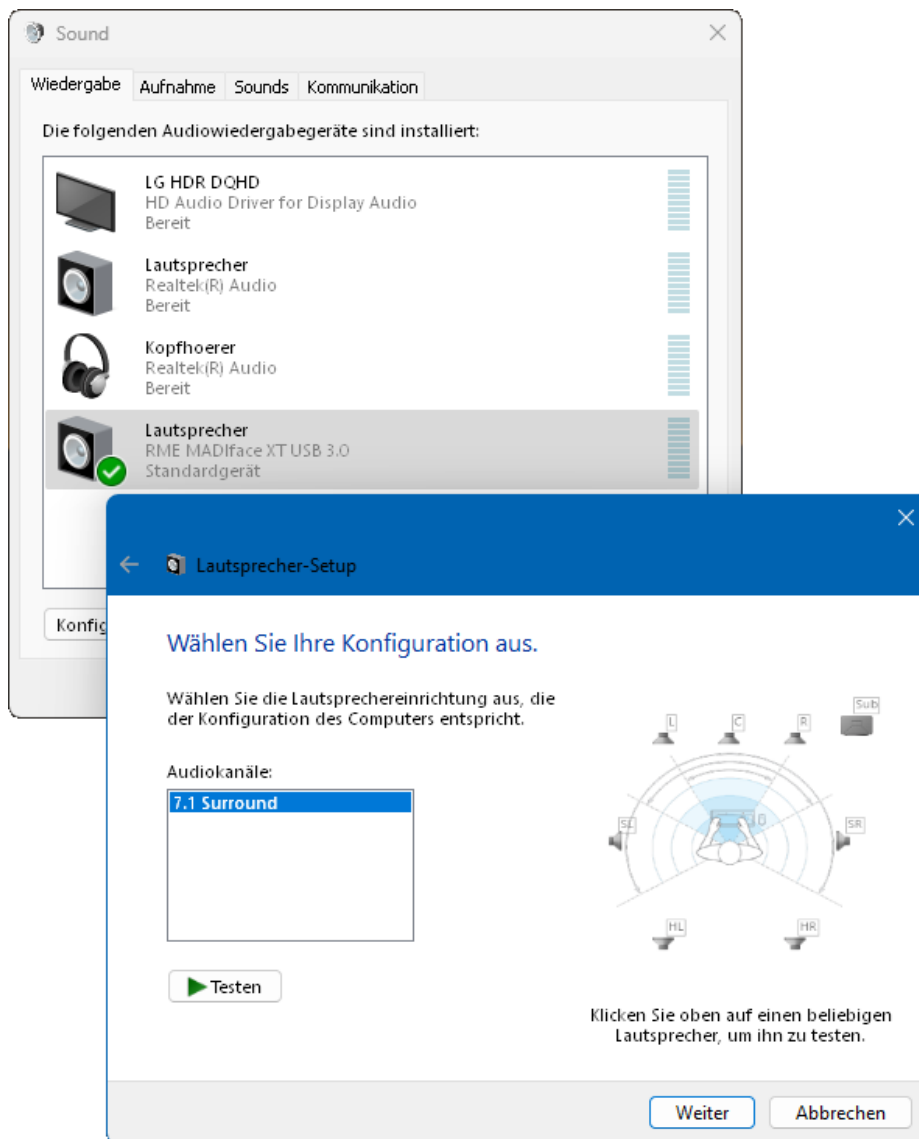 Sound
Wiedergabe
Aufnahme
Sounds
Kommunikation
Die folgenden Audiowiedergabegeräte sind installiert:
LG HDR DQHD
HD Audio Driver for Display Audio
Bereit
Lautsprecher
Realtek(R) Audio
Bereit
Kopfhoerer
Realtek(R) Audio
Bereit
Lautsprecher
RME MADIface XT USB 3.0
Standardgerät
Konfig
Lautsprecher-Setup
Wählen Sie Ihre Konfiguration aus.
Wählen Sie die Lautsprechereinrichtung aus, die
der Konfiguration des Computers entspricht.
Audiokanäle:
7.1 Surround
Testen
L
C
R
Sub
SL
SR
HL
HR
Klicken Sie oben auf einen beliebigen
Lautsprecher, um ihn zu testen.
Weiter
Abbrechen